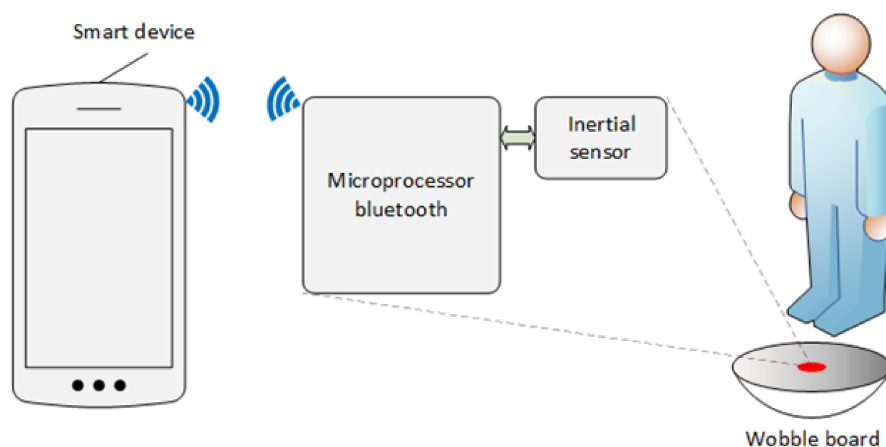 Smart device
Microprocessor
bluetooth
Inertial
sensor
Wobble board